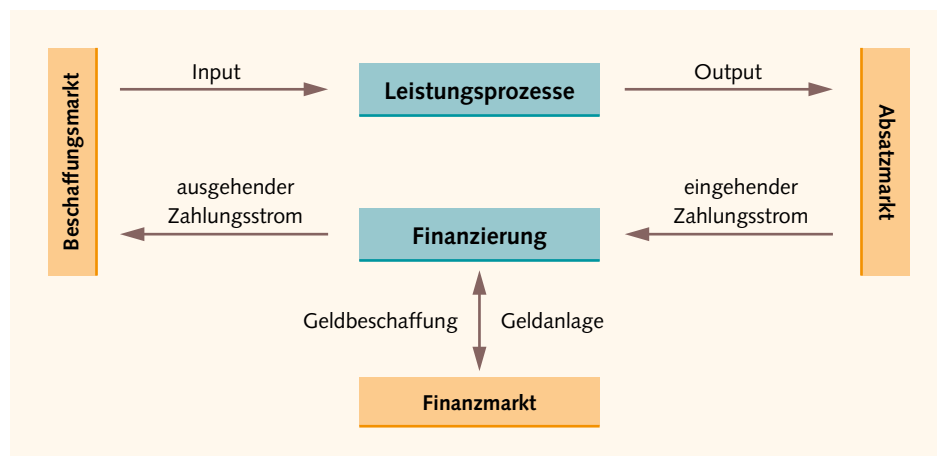 Beschaffungsmarkt
Input
Leistungsprozesse
Output
Absatzmarkt
ausgehender
Zahlungsstrom
Finanzierung
eingehender
Zahlungsstrom
Geldbeschaffung
Geldanlage
Finanzmarkt